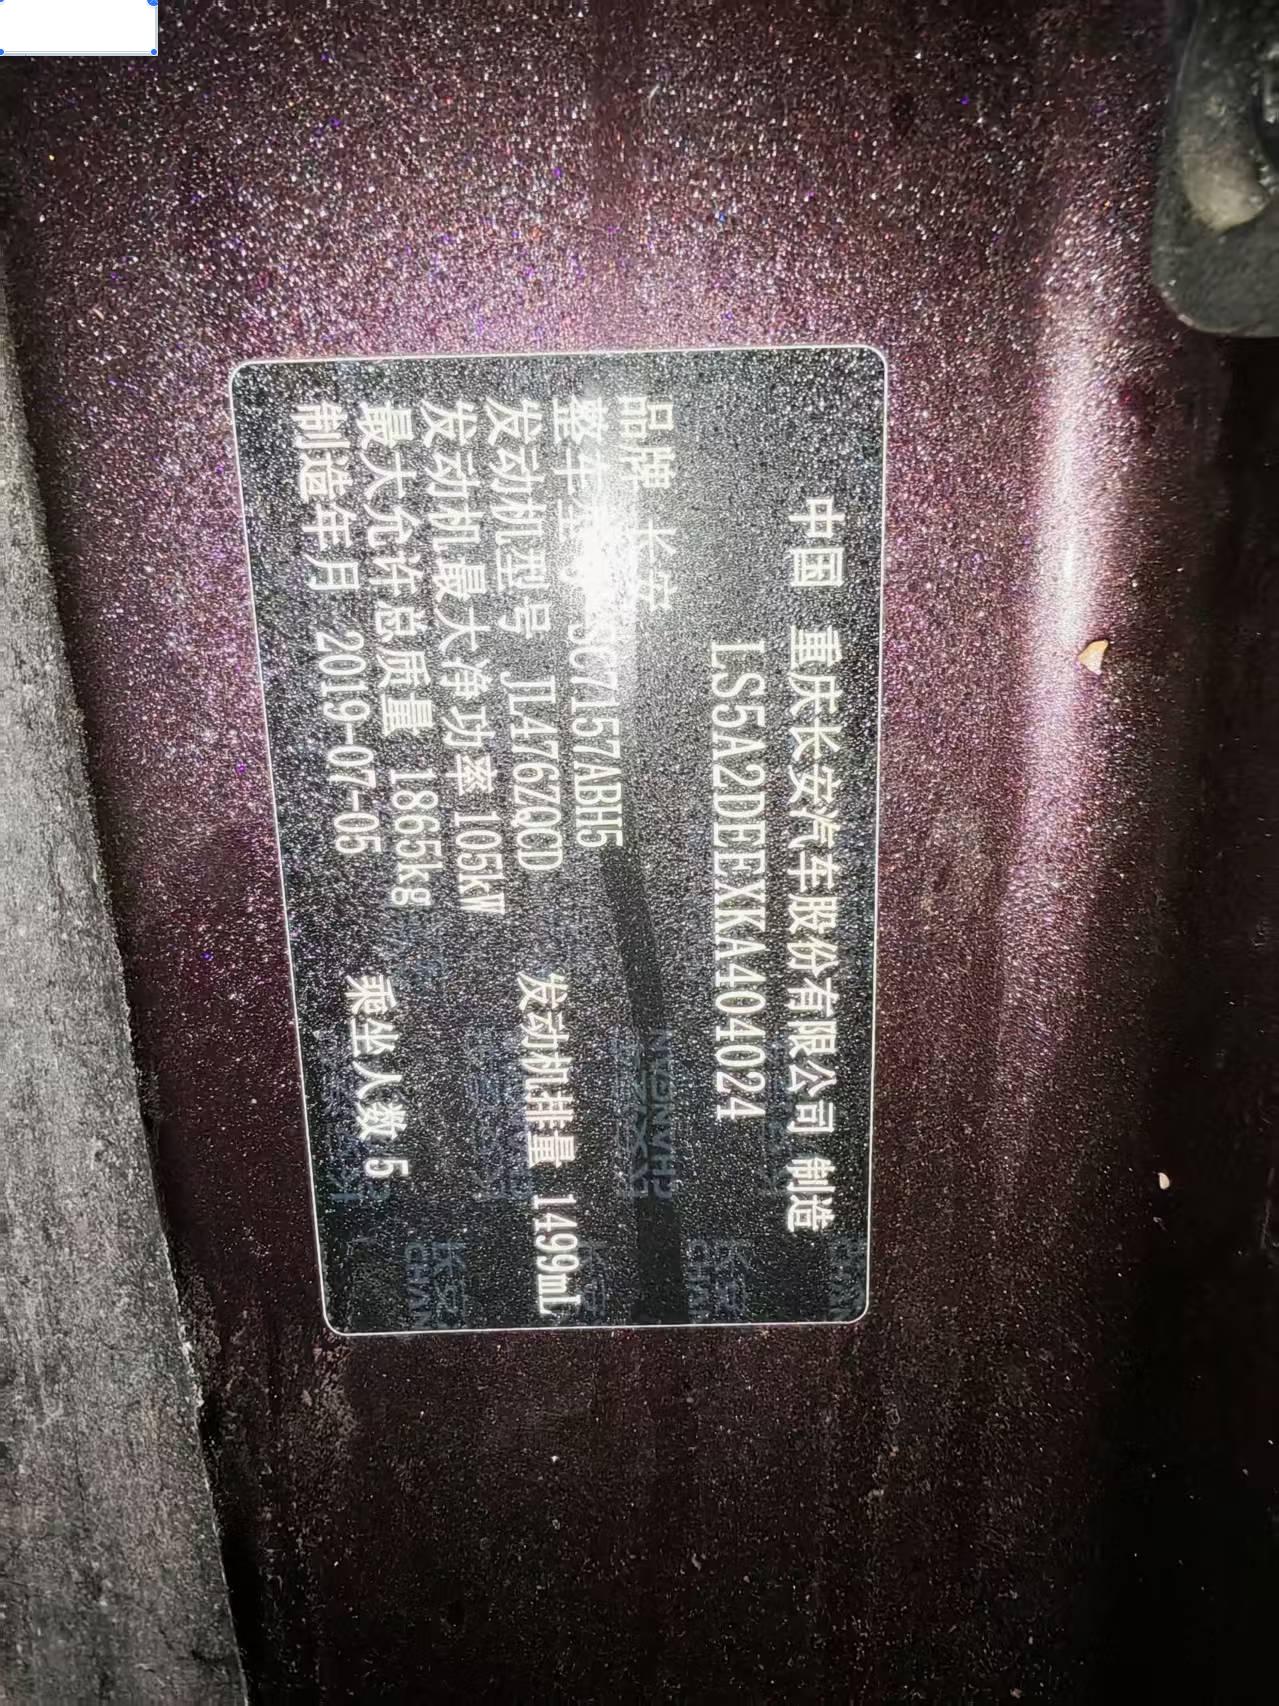 中国 重庆长安汽车股份有限公司 制造
LS5A2DEEXKA404024
品牌 长安
整车型号 SC7157ABH5
发动机型号 JL476ZQCD 发动机排量 1499mL
发动机最大净功率 105kW
最大允许总质量 1865kg 乘坐人数 5
制造年月 2019-07-05